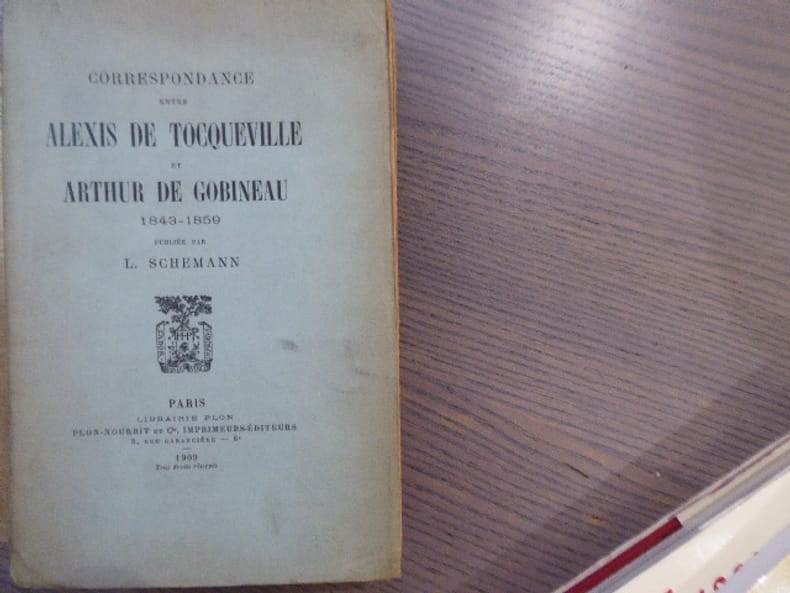 CORRESPONDANCE
ENTRE
ALEXIS DE TOCQUEVILLE
ET
ARTHUR DE GOBINEAU
1843-1859
PUBLIÉE PAR
L. SCHEMANN
PARIS
LIBRAIRIE PLON
PLON-NOURRIT ET Cie, IMPRIMEURS-ÉDITEURS
8, RUE GARANCIÈRE — 6e
1909
Tous droits réservés